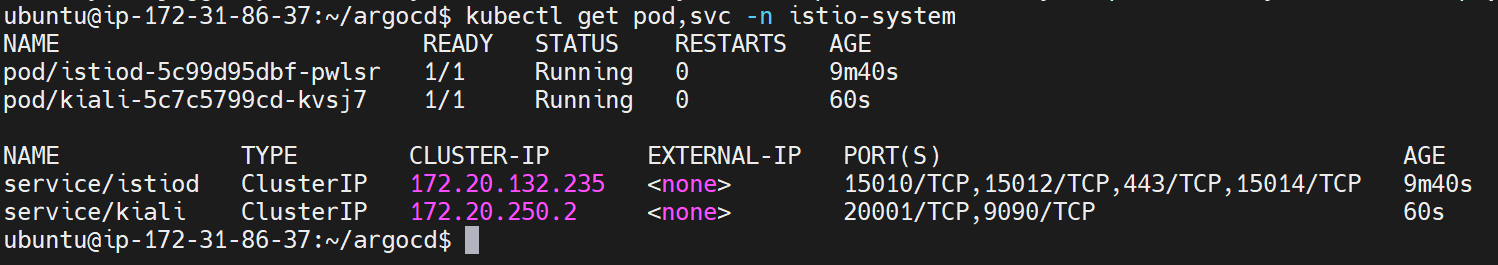 ubuntu@ip-172-31-86-37:~/argocd$ kubectl get pod,svc -n istio-system
NAME                          READY   STATUS    RESTARTS   AGE
pod/istiod-5c99d95dbf-pwlsr   1/1     Running   0          9m40s
pod/kiali-5c7c5799cd-kvsj7    1/1     Running   0          60s

NAME             TYPE        CLUSTER-IP       EXTERNAL-IP   PORT(S)                                 AGE
service/istiod   ClusterIP   172.20.132.235   <none>        15010/TCP,15012/TCP,443/TCP,15014/TCP   9m40s
service/kiali    ClusterIP   172.20.250.2     <none>        20001/TCP,9090/TCP                      60s
ubuntu@ip-172-31-86-37:~/argocd$